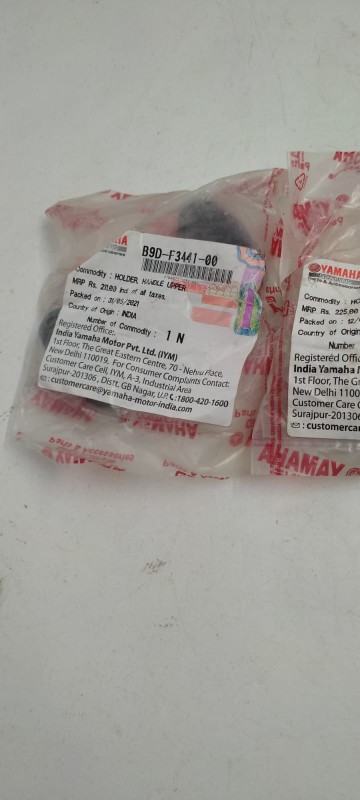 B9D-F3441-00
Commodity : HOLDER, HANDLE UPPER
MRP Rs. Incl. of all taxes.
Packed on : 31/05/2021
Country of Origin : INDIA
Number of Commodity : 1 N
Registered Office:
India Yamaha Motor Pvt. Ltd. (IYM)
1st Floor, The Great Eastern Centre, 70 - Nehru Place,
New Delhi 110019. For Consumer Complaints Contact:
Customer Care Cell, IYM, A-3, Industrial Area
Surajpur-201306, Distt. GB Nagar, U.P. : 1800-420-1600
: customercare@yamaha-motor-india.com
YAMAHA
Commodity : HO
MRP Rs. 225.00
Packed on : 12/
Country of Origin
Number
Registered Offic
India Yamaha M
1st Floor, The Gr
New Delhi 1100
Customer Care C
Surajpur-201306
: customercar
YAMAHA